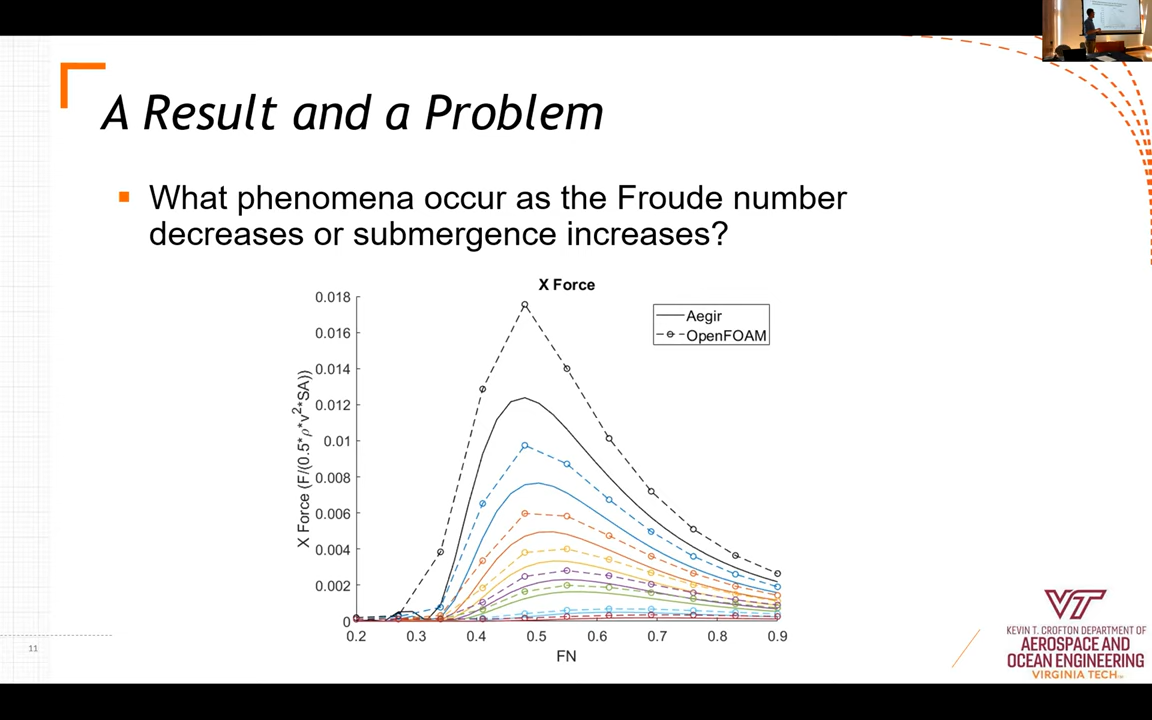 A Result and a Problem
What phenomena occur as the Froude number
decreases or submergence increases?
X Force
0.018
0.016
0.014
0.012
0.01
0.008
0.006
0.004
0.002
0
X Force (F/(0.5*ρ*v²*SA))
Aegir
OpenFOAM
0.2 0.3 0.4 0.5 0.6 0.7 0.8 0.9
FN
11
VT
KEVIN T. CROFTON DEPARTMENT OF
AEROSPACE AND
OCEAN ENGINEERING
VIRGINIA TECH™